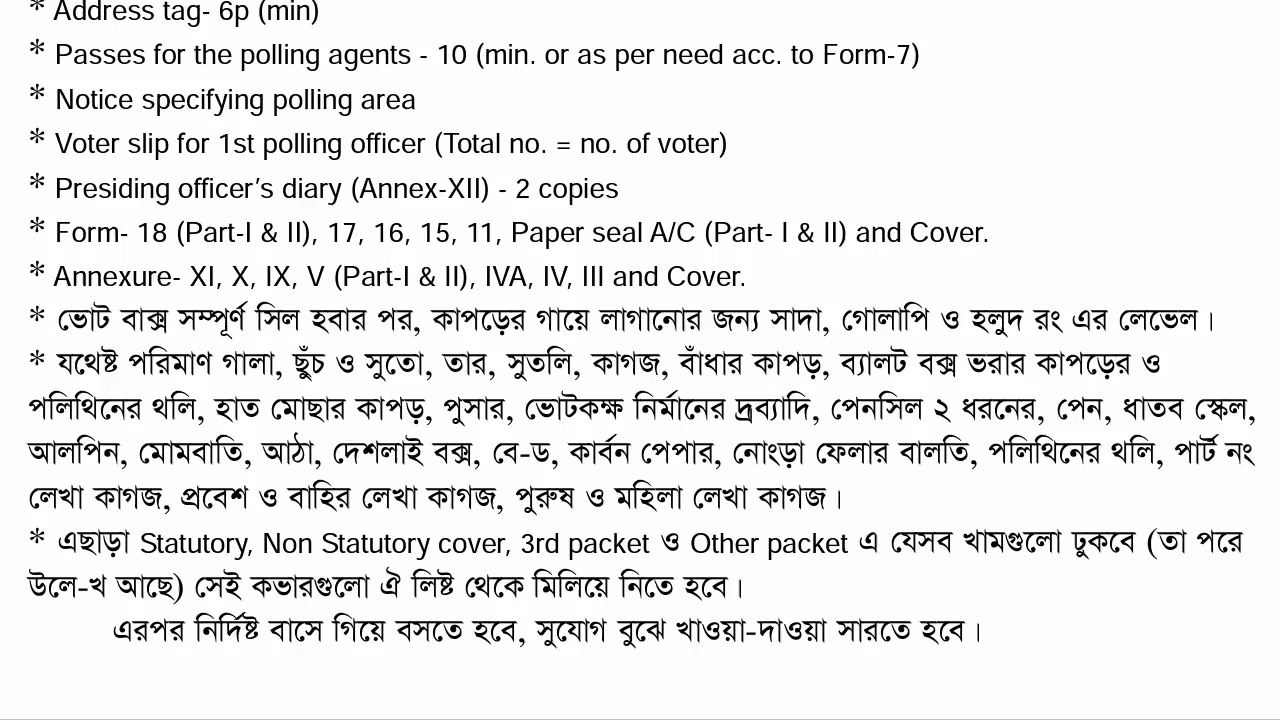 * Address tag- 6p (min)
* Passes for the polling agents - 10 (min. or as per need acc. to Form-7)
* Notice specifying polling area
* Voter slip for 1st polling officer (Total no. = no. of voter)
* Presiding officer's diary (Annex-XII) - 2 copies
* Form- 18 (Part-I & II), 17, 16, 15, 11, Paper seal A/C (Part- I & II) and Cover.
* Annexure- XI, X, IX, V (Part-I & II), IVA, IV, III and Cover.
* ভোট বাক্স সম্পূর্ণ সিল হবার পর, কাপড়ের গায়ে লাগানোর জন্য সাদা, গোলাপি ও হলুদ রং এর লেভেল।
* যথেষ্ট পরিমাণ গালা, ছুঁচ ও সুতো, তার, সুতলি, কাগজ, বাঁধার কাপড়, ব্যালট বক্স ভরার কাপড়ের ও
পলিথিনের থলি, হাত মোছার কাপড়, পুসার, ভোটকক্ষ নির্মানের দ্রব্যাদি, পেনসিল ২ ধরনের, পেন, ধাতব স্কেল,
আলপিন, মোমবাতি, আঠা, দেশলাই বক্স, বে-ড, কার্বন পেপার, নোংড়া ফেলার বালতি, পলিথিনের থলি, পার্ট নং
লেখা কাগজ, প্রবেশ ও বাহির লেখা কাগজ, পুরুষ ও মহিলা লেখা কাগজ।
* এছাড়া Statutory, Non Statutory cover, 3rd packet ও Other packet এ যেসব খামগুলো ঢুকবে (তা পরে
উলে-খ আছে) সেই কভারগুলো ঐ লিষ্ট থেকে মিলিয়ে নিতে হবে।
এরপর নির্দিষ্ট বাসে গিয়ে বসতে হবে, সুযোগ বুঝে খাওয়া-দাওয়া সারতে হবে।